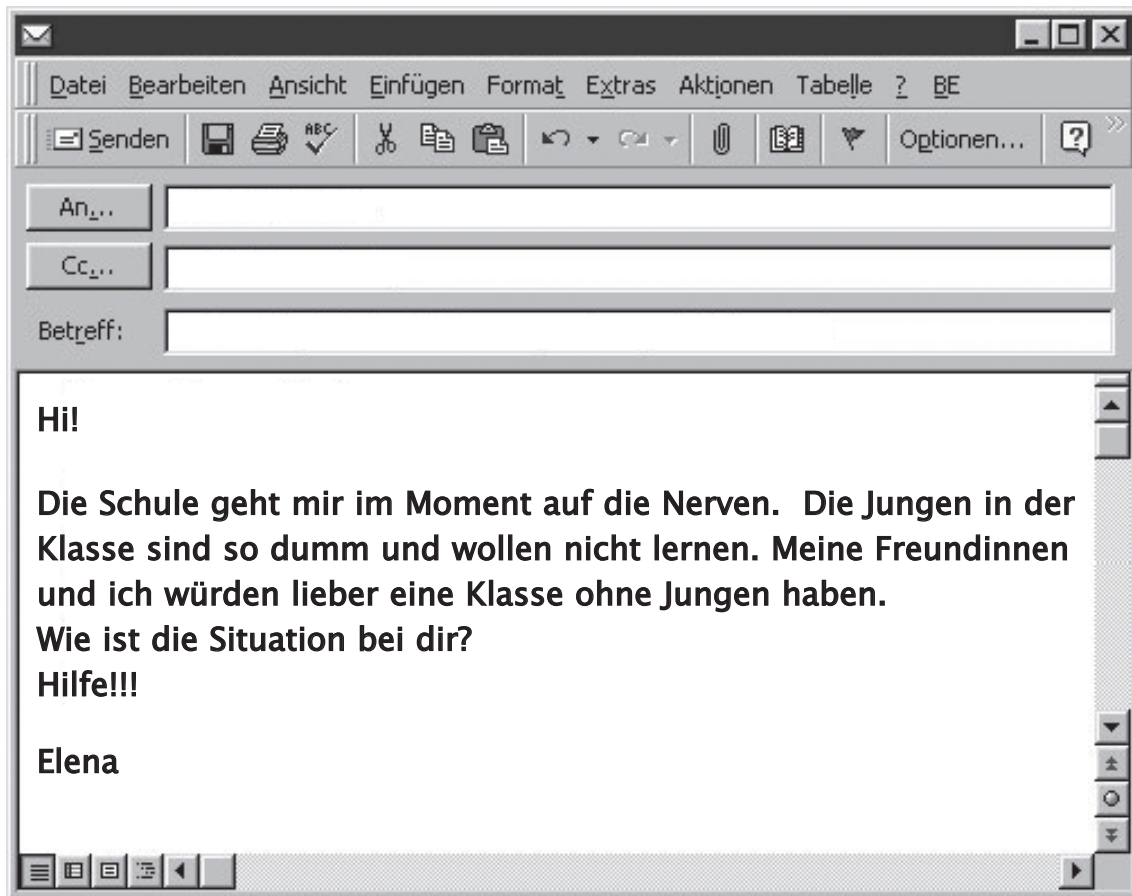 Datei Bearbeiten Ansicht Einfügen Format Extras Aktionen Tabelle ? BE
Senden ABC Optionen... ?
An...
Cc...
Betreff:
Hi!
Die Schule geht mir im Moment auf die Nerven.  Die Jungen in der
Klasse sind so dumm und wollen nicht lernen. Meine Freundinnen
und ich würden lieber eine Klasse ohne Jungen haben.
Wie ist die Situation bei dir?
Hilfe!!!
Elena